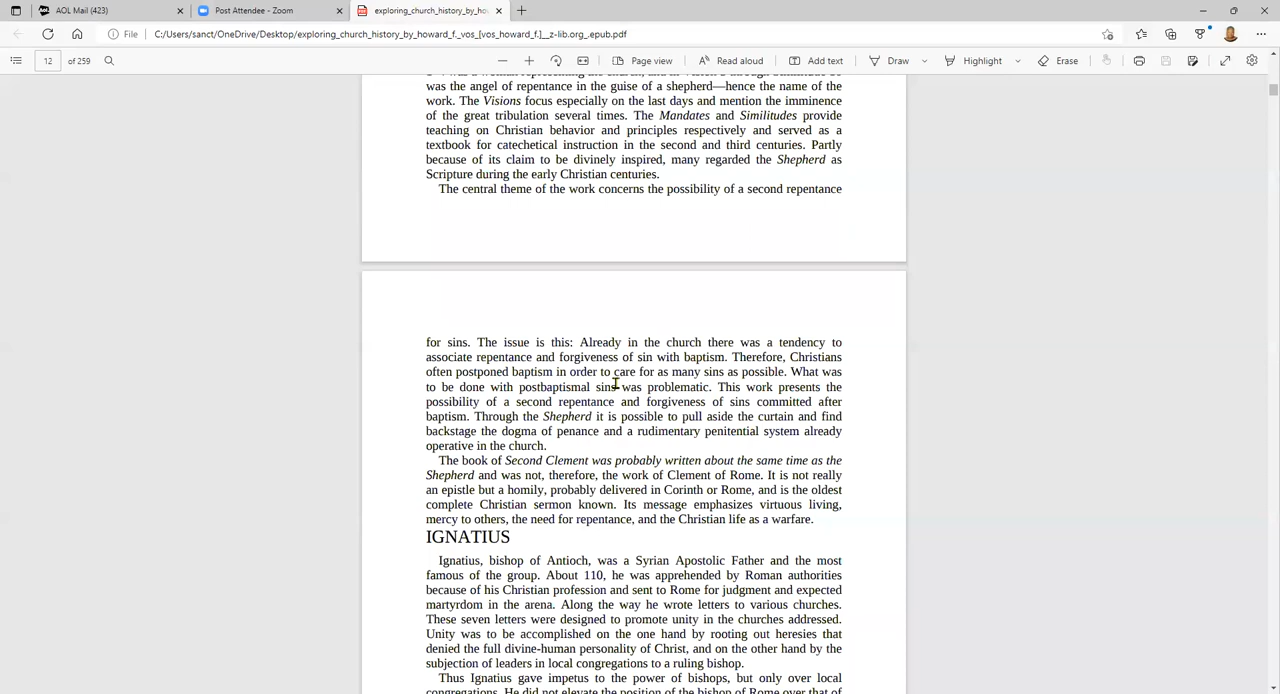 AOL Mail (423)
Post Attendee - Zoom
exploring_church_history_by_ho
File
C:/Users/sanct/OneDrive/Desktop/exploring_church_history_by_howard_f._vos_[vos_howard_f.]__z-lib.org_.epub.pdf
12 of 259
Page view
Read aloud
Add text
Draw
Highlight
Erase
was the angel of repentance in the guise of a shepherd—hence the name of the
work. The Visions focus especially on the last days and mention the imminence
of the great tribulation several times. The Mandates and Similitudes provide
teaching on Christian behavior and principles respectively and served as a
textbook for catechetical instruction in the second and third centuries. Partly
because of its claim to be divinely inspired, many regarded the Shepherd as
Scripture during the early Christian centuries.
The central theme of the work concerns the possibility of a second repentance
for sins. The issue is this: Already in the church there was a tendency to
associate repentance and forgiveness of sin with baptism. Therefore, Christians
often postponed baptism in order to care for as many sins as possible. What was
to be done with postbaptismal sins was problematic. This work presents the
possibility of a second repentance and forgiveness of sins committed after
baptism. Through the Shepherd it is possible to pull aside the curtain and find
backstage the dogma of penance and a rudimentary penitential system already
operative in the church.
The book of Second Clement was probably written about the same time as the
Shepherd and was not, therefore, the work of Clement of Rome. It is not really
an epistle but a homily, probably delivered in Corinth or Rome, and is the oldest
complete Christian sermon known. Its message emphasizes virtuous living,
mercy to others, the need for repentance, and the Christian life as a warfare.
IGNATIUS
Ignatius, bishop of Antioch, was a Syrian Apostolic Father and the most
famous of the group. About 110, he was apprehended by Roman authorities
because of his Christian profession and sent to Rome for judgment and expected
martyrdom in the arena. Along the way he wrote letters to various churches.
These seven letters were designed to promote unity in the churches addressed.
Unity was to be accomplished on the one hand by rooting out heresies that
denied the full divine-human personality of Christ, and on the other hand by the
subjection of leaders in local congregations to a ruling bishop.
Thus Ignatius gave impetus to the power of bishops, but only over local
congregations. He did not elevate the position of the bishop of Rome over that of